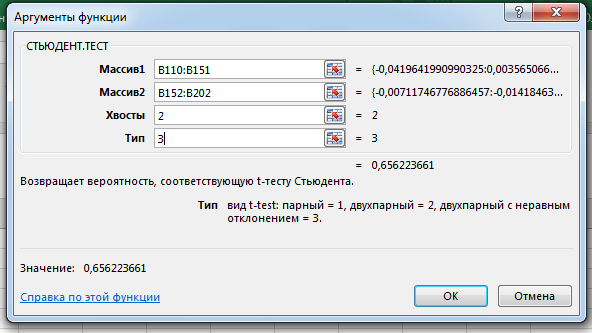 Аргументы функции
СТЬЮДЕНТ.ТЕСТ
Массив1 B110:B151 = {-0,0419641990990325:0,003565066...
Массив2 B152:B202 = {-0,00711746776886457:-0,01418463...
Хвосты 2 = 2
Тип 3 = 3
= 0,656223661
Возвращает вероятность, соответствующую t-тесту Стьюдента.
Тип вид t-test: парный = 1, двухпарный = 2, двухпарный с неравным
отклонением = 3.
Значение: 0,656223661
Справка по этой функции
ОК Отмена